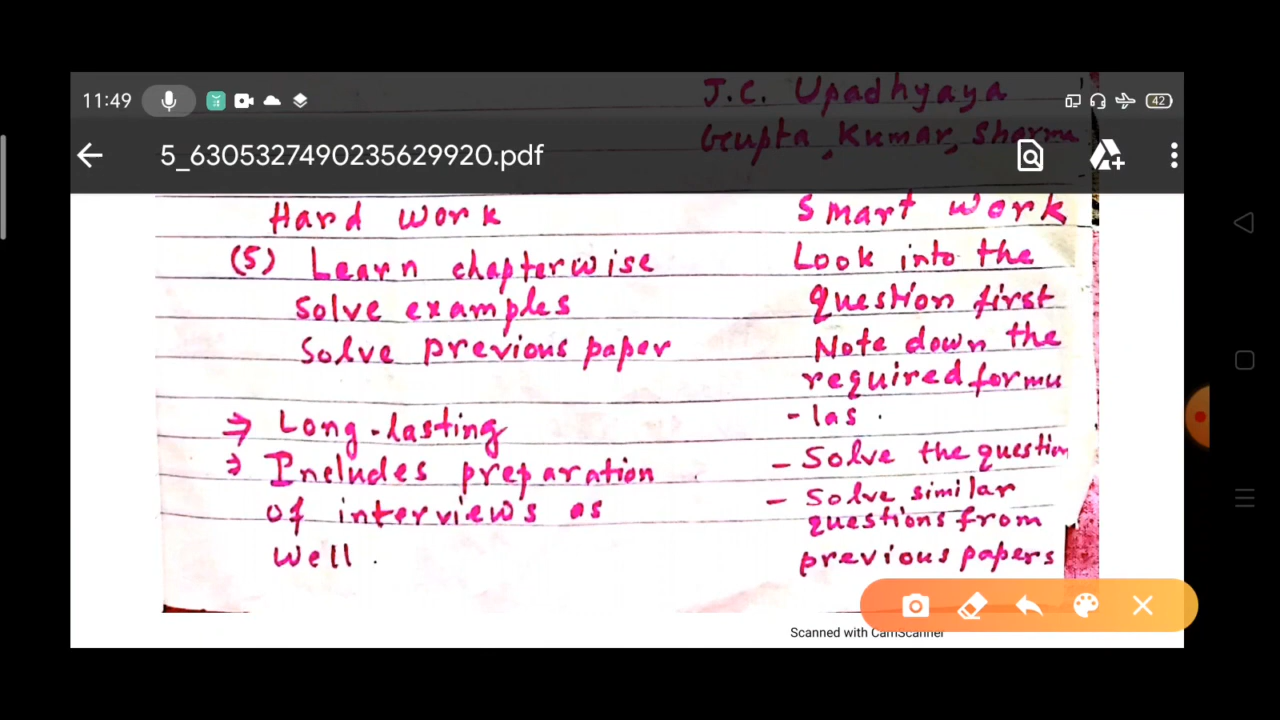 J.C. Upadhyaya
11:49
42
Gupta, Kumar, Sharma
5_6305327490235629920.pdf
Hard work
Smart work
(5) Learn chapterwise
Look into the
Solve examples
question first
Solve previous paper
Note down the
required formu
-las.
⇒ Long-lasting
- Solve the question
⇒ Includes preparation
- Solve similar
of interviews as
questions from
well.
previous papers
Scanned with CamScanner